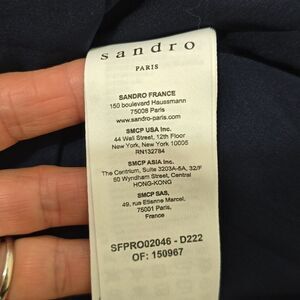 sandro
PARIS
SANDRO FRANCE
150 boulevard Haussmann
75008 Paris
www.sandro-paris.com
SMCP USA Inc.
44 Wall Street, 12th Floor
New York, New York 10005
RN132784
SMCP ASIA Inc.
The Centrium, Suite 3203A-5A, 32/F
60 Wyndham Street, Central
HONG-KONG
SMCP SAS,
49, rue Etienne Marcel,
75001 Paris,
France
SFPRO02046 - D222
OF: 150967